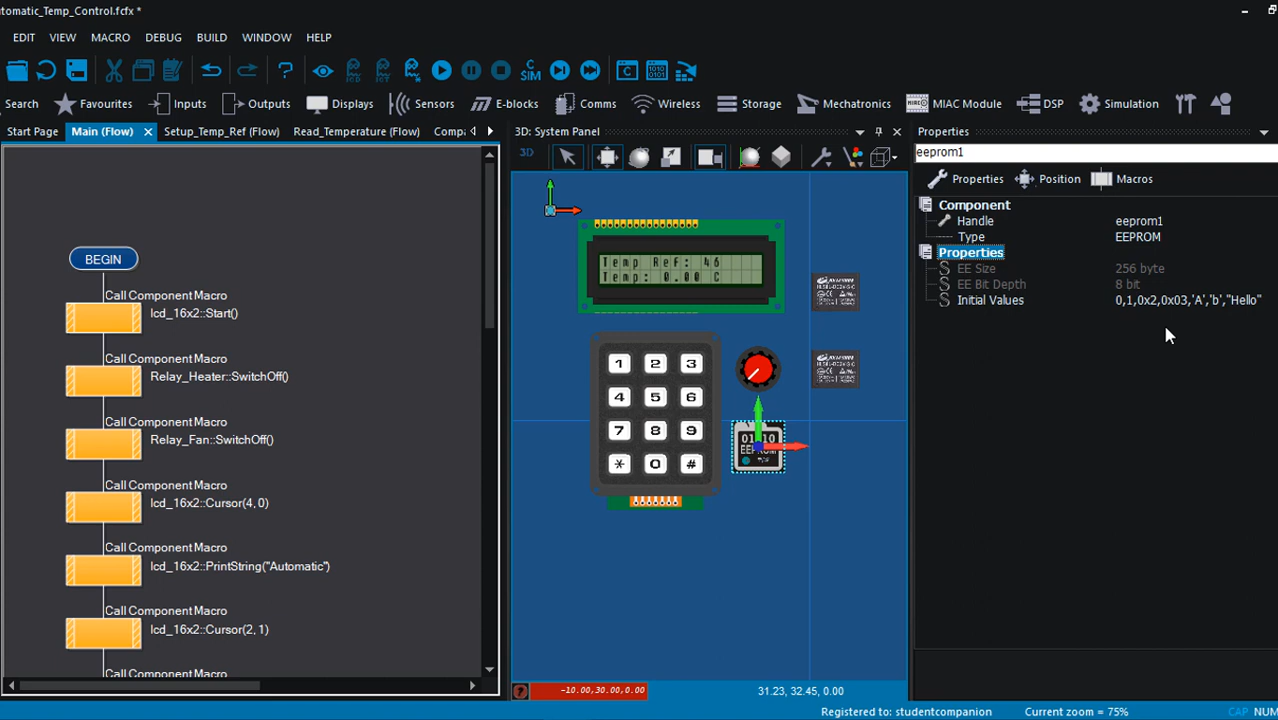 utomatic_Temp_Control.fcfx *
EDIT VIEW MACRO DEBUG BUILD WINDOW HELP
C
SIM
C
1010
0101
Search Favourites Inputs Outputs Displays Sensors E-blocks Comms Wireless Storage Mechatronics MIAC MIAC Module DSP Simulation
Start Page Main (Flow) Setup_Temp_Ref (Flow) Read_Temperature (Flow)
3D: System Panel
Properties
3D
eeprom1
Properties Position Macros
BEGIN
Call Component Macro
lcd_16x2::Start()
Call Component Macro
Relay_Heater::SwitchOff()
Call Component Macro
Relay_Fan::SwitchOff()
Call Component Macro
lcd_16x2::Cursor(4, 0)
Call Component Macro
lcd_16x2::PrintString("Automatic")
Call Component Macro
lcd_16x2::Cursor(2, 1)
Call Component Macro
Temp Ref: 46
Temp: 0.00 C
1 2 3
4 5 6
7 8 9
* 0 #
EEPROM
Component
Handle eeprom1
Type EEPROM
Properties
EE Size 256 byte
EE Bit Depth 8 bit
Initial Values 0,1,0x2,0x03,'A','b',"Hello"
-10.00,30.00,0.00
31.23, 32.45, 0.00
Registered to: studentcompanion Current zoom = 75% CAP NUM